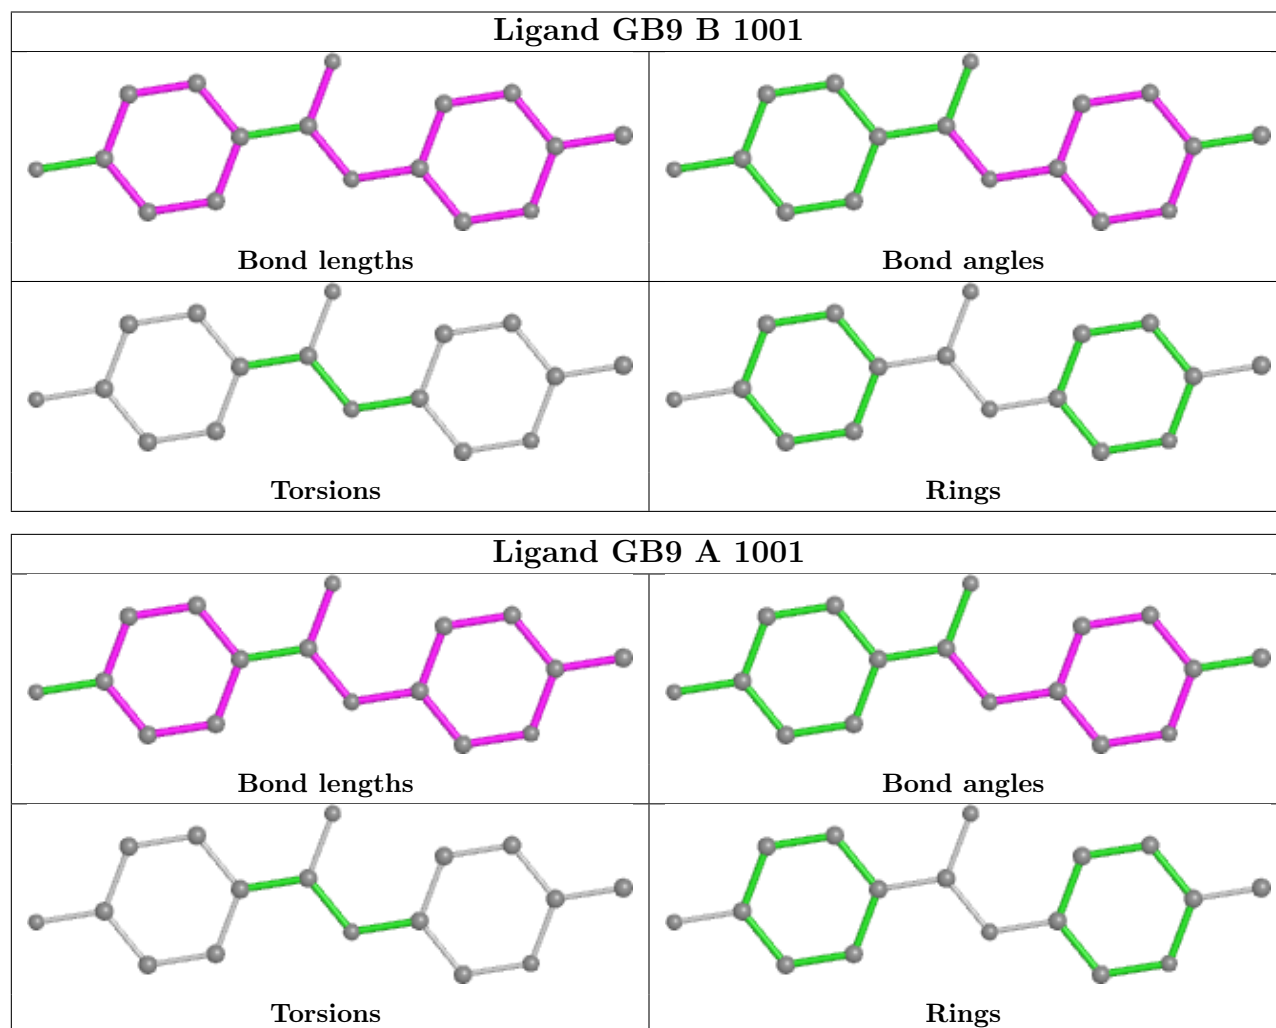 Ligand GB9 B 1001
Bond lengths
Bond angles
Torsions
Rings
Ligand GB9 A 1001
Bond lengths
Bond angles
Torsions
Rings